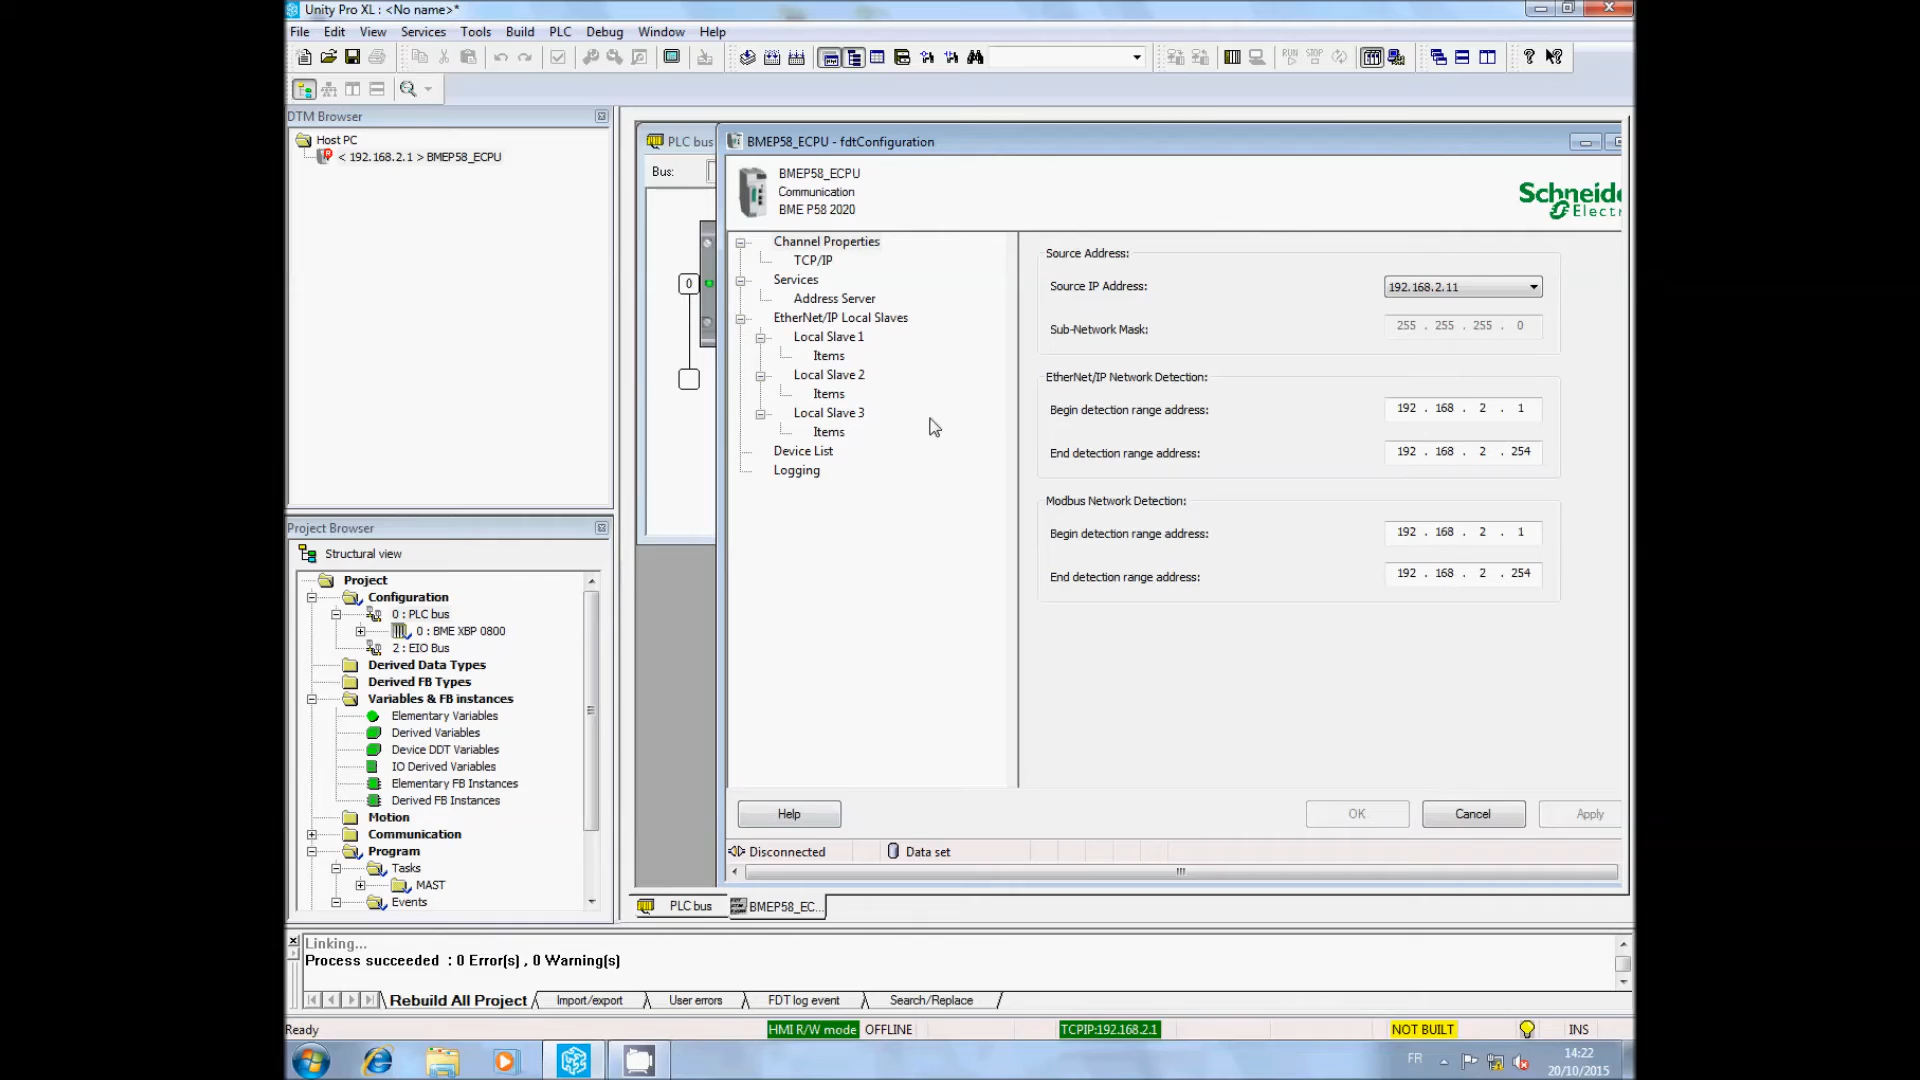 Unity Pro XL : <No name>*
File Edit View Services Tools Build PLC Debug Window Help
DTM Browser
Host PC
< 192.168.2.1 > BMEP58_ECPU
PLC bus
Bus:
0
BMEP58_ECPU - fdtConfiguration
BMEP58_ECPU
Communication
BME P58 2020
Channel Properties
TCP/IP
Services
Address Server
EtherNet/IP Local Slaves
Local Slave 1
Items
Local Slave 2
Items
Local Slave 3
Items
Device List
Logging
Source Address:
Source IP Address: 192.168.2.11
Sub-Network Mask: 255 . 255 . 255 . 0
EtherNet/IP Network Detection:
Begin detection range address: 192 . 168 . 2 . 1
End detection range address: 192 . 168 . 2 . 254
Modbus Network Detection:
Begin detection range address: 192 . 168 . 2 . 1
End detection range address: 192 . 168 . 2 . 254
Help OK Cancel Apply
Disconnected Data set
PLC bus BMEP58_EC...
Project Browser
Structural view
Project
Configuration
0 : PLC bus
0 : BME XBP 0800
2 : EIO Bus
Derived Data Types
Derived FB Types
Variables & FB instances
Elementary Variables
Derived Variables
Device DDT Variables
IO Derived Variables
Elementary FB Instances
Derived FB Instances
Motion
Communication
Program
Tasks
MAST
Events
Linking...
Process succeeded : 0 Error(s) , 0 Warning(s)
Rebuild All Project Import/export User errors FDT log event Search/Replace
Ready HMI R/W mode OFFLINE TCPIP:192.168.2.1 NOT BUILT INS
FR 14:22
20/10/2015